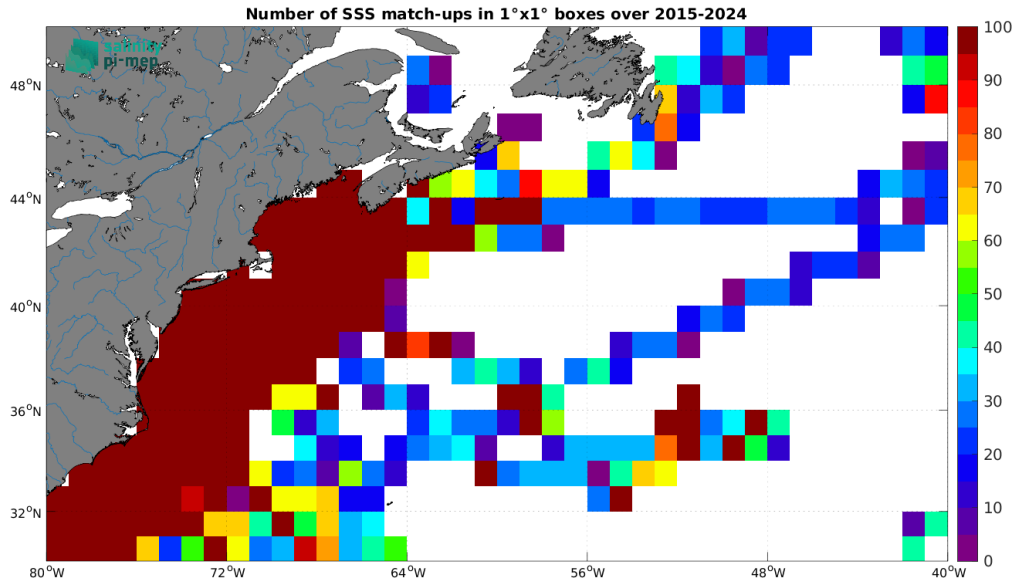 Number of SSS match-ups in 1°x1° boxes over 2015-2024
salinity
pi-mep
48°N
44°N
40°N
36°N
32°N
80°W 72°W 64°W 56°W 48°W 40°W
100
90
80
70
60
50
40
30
20
10
0